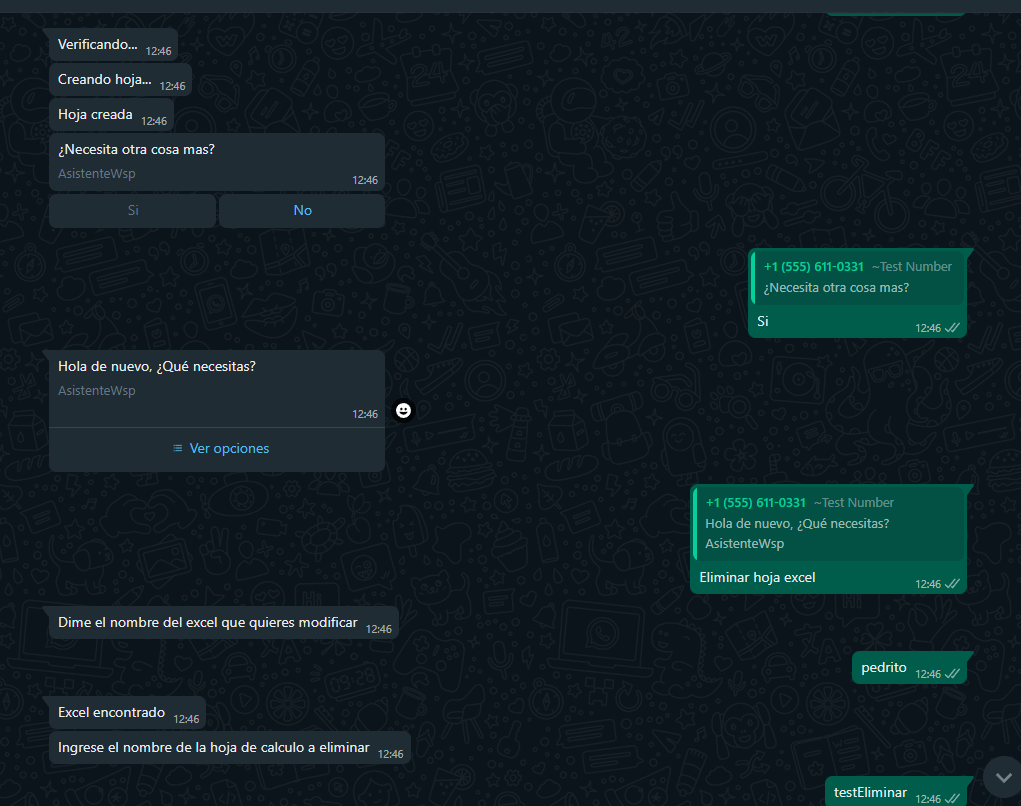 Verificando... 12:46
Creando hoja... 12:46
Hoja creada 12:46
¿Necesita otra cosa mas?
AsistenteWsp
12:46
Si
No
+1 (555) 611-0331 ~Test Number
¿Necesita otra cosa mas?
Si
12:46
Hola de nuevo, ¿Qué necesitas?
AsistenteWsp
12:46
Ver opciones
+1 (555) 611-0331 ~Test Number
Hola de nuevo, ¿Qué necesitas?
AsistenteWsp
Eliminar hoja excel
12:46
Dime el nombre del excel que quieres modificar 12:46
pedrito 12:46
Excel encontrado 12:46
Ingrese el nombre de la hoja de calculo a eliminar 12:46
testEliminar 12:46